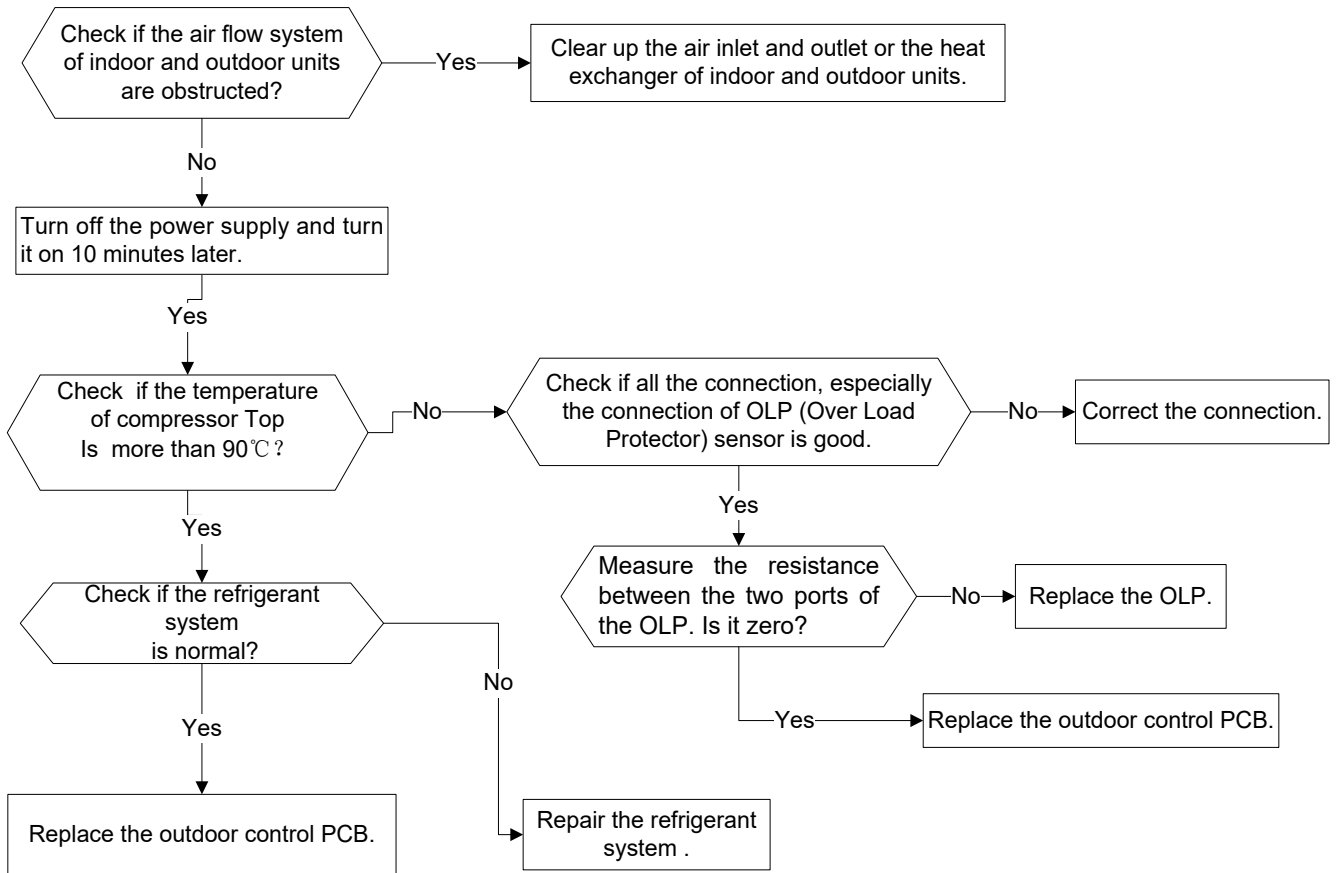 Check if the air flow system
of indoor and outdoor units
are obstructed?
Yes
Clear up the air inlet and outlet or the heat
exchanger of indoor and outdoor units.
No
Turn off the power supply and turn
it on 10 minutes later.
Yes
Check if the temperature
of compressor Top
Is more than 90℃?
No
Check if all the connection, especially
the connection of OLP (Over Load
Protector) sensor is good.
No
Correct the connection.
Yes
Yes
Measure the resistance
between the two ports of
the OLP. Is it zero?
No
Replace the OLP.
Check if the refrigerant
system
is normal?
No
Yes
Replace the outdoor control PCB.
Yes
Replace the outdoor control PCB.
Repair the refrigerant
system .